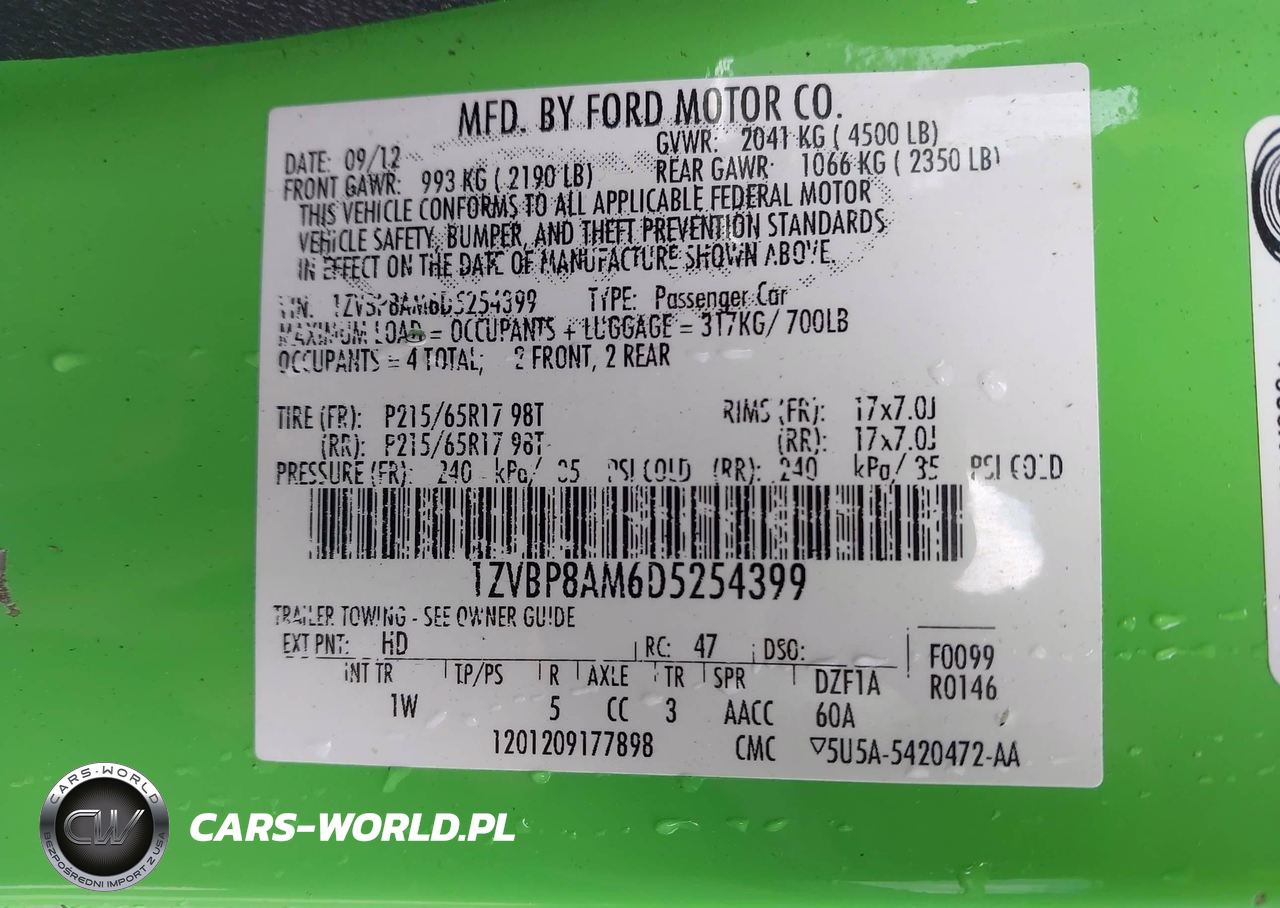 MFD. BY FORD MOTOR CO.
DATE: 09/12 GVWR: 2041 KG ( 4500 LB)
FRONT GAWR: 993 KG ( 2190 LB) REAR GAWR: 1066 KG ( 2350 LB)
THIS VEHICLE CONFORMS TO ALL APPLICABLE FEDERAL MOTOR
VEHICLE SAFETY, BUMPER, AND THEFT PREVENTION STANDARDS
IN EFFECT ON THE DATE OF MANUFACTURE SHOWN ABOVE.
VIN: 1ZVBP8AM6D5254399 TYPE: Passenger Car
MAXIMUM LOAD = OCCUPANTS + LUGGAGE = 317KG/ 700LB
OCCUPANTS = 4 TOTAL; 2 FRONT, 2 REAR
TIRE (FR): P215/65R17 98T RIMS (FR): 17x7.0J
(RR): P215/65R17 98T (RR): 17x7.0J
PRESSURE (FR): 240 kPa/ 35 PSI COLD (RR): 240 kPa/ 35 PSI COLD
1ZVBP8AM6D5254399
TRAILER TOWING - SEE OWNER GUIDE
EXT PNT: HD RC: 47 DSO: F0099
INT TR TP/PS R AXLE TR SPR DZF1A R0146
1W 5 CC 3 AACC 60A
1201209177898 CMC ▽5U5A-5420472-AA
CARS-WORLD
CW
BEZPOŚREDNI IMPORT Z USA
CARS-WORLD.PL